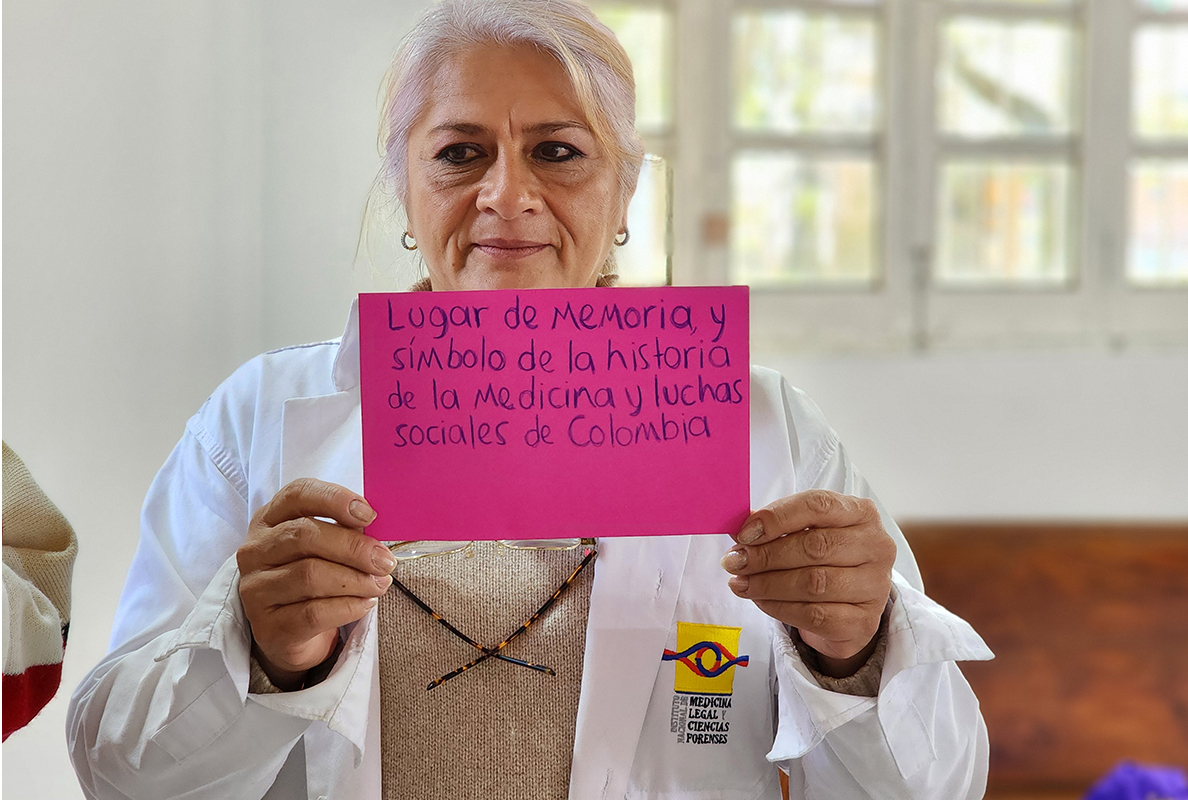 Lugar de Memoria, y
símbolo de la historia
de la Medicina y luchas
sociales de Colombia
INSTITUTO
NACIONAL DE
MEDICINA
LEGAL Y
CIENCIAS
FORENSES